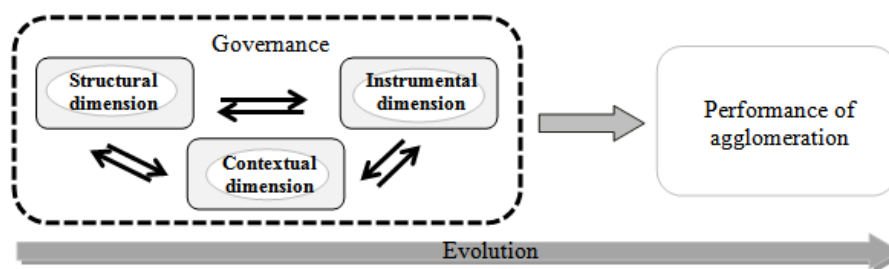 Governance
Structural
dimension
Instrumental
dimension
Contextual
dimension
Performance of
agglomeration
Evolution